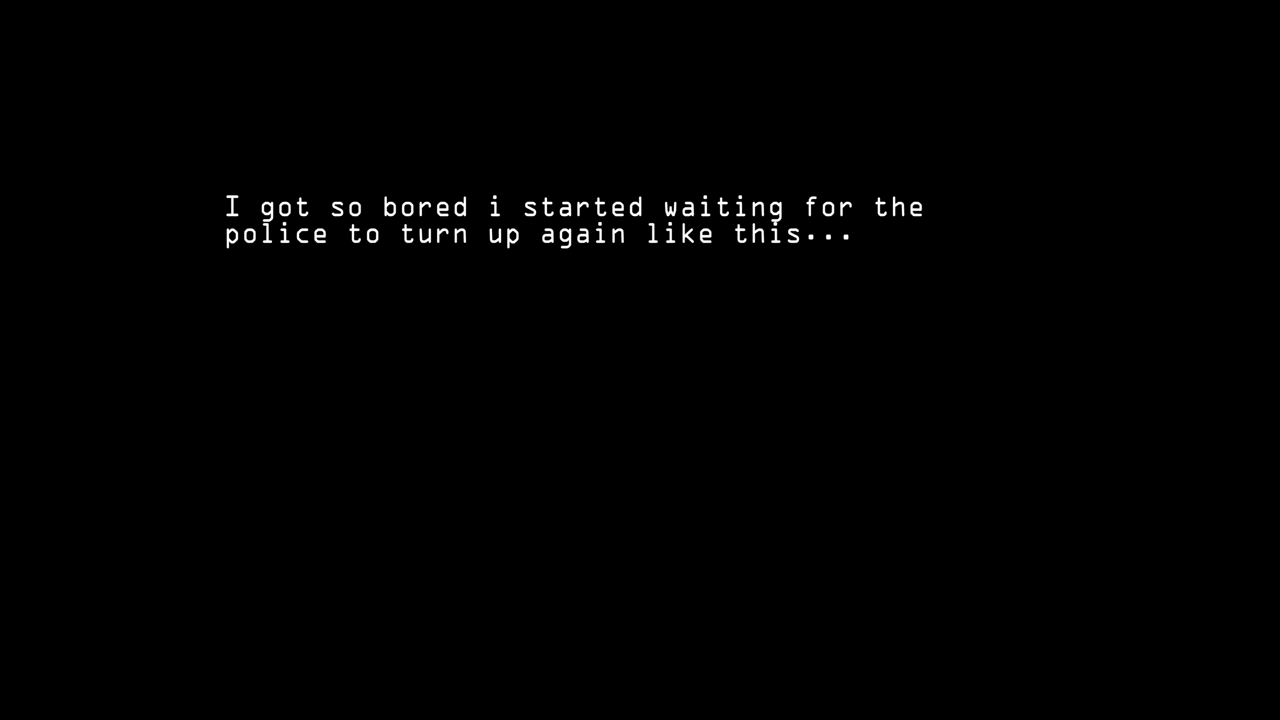 I got so bored i started waiting for the
police to turn up again like this...